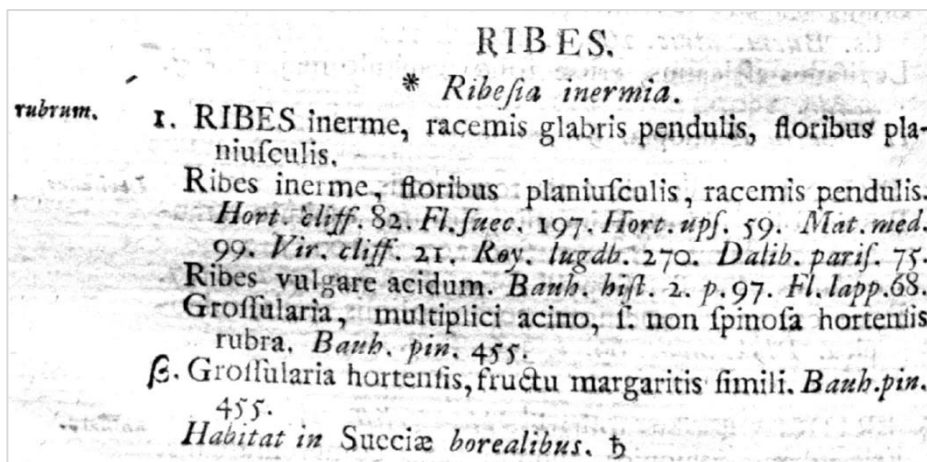 RIBES.
* Ribeſia inermia.
rubrum. 1. RIBES inerme, racemis glabris pendulis, floribus pla-
niuſculis.
Ribes inerme, floribus planiuſculis, racemis pendulis.
Hort. cliff. 82. Fl. ſuec. 197. Hort. upſ. 59. Mat. med.
99. Vir. cliff. 21. Roy. lugdb. 270. Dalib. pariſ. 75.
Ribes vulgare acidum. Bauh. hiſt. 2. p. 97. Fl. lapp. 68.
Groſſularia, multiplici acino, ſ. non ſpinoſa hortenſis
rubra. Bauh. pin. 455.
β. Groſſularia hortenſis, fructu margaritis ſimili. Bauh. pin.
455.
Habitat in Sueciæ borealibus. ♄